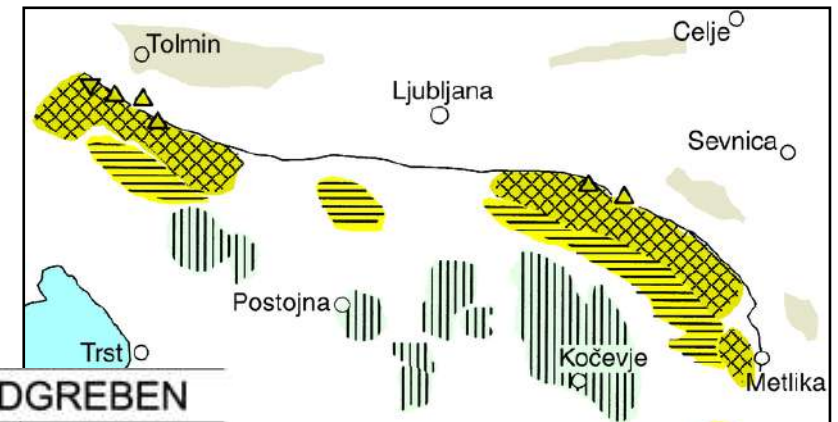 Celje
Tolmin
Ljubljana
Sevnica
Postojna
Trst
Kočevje
Metlika
DGREBEN